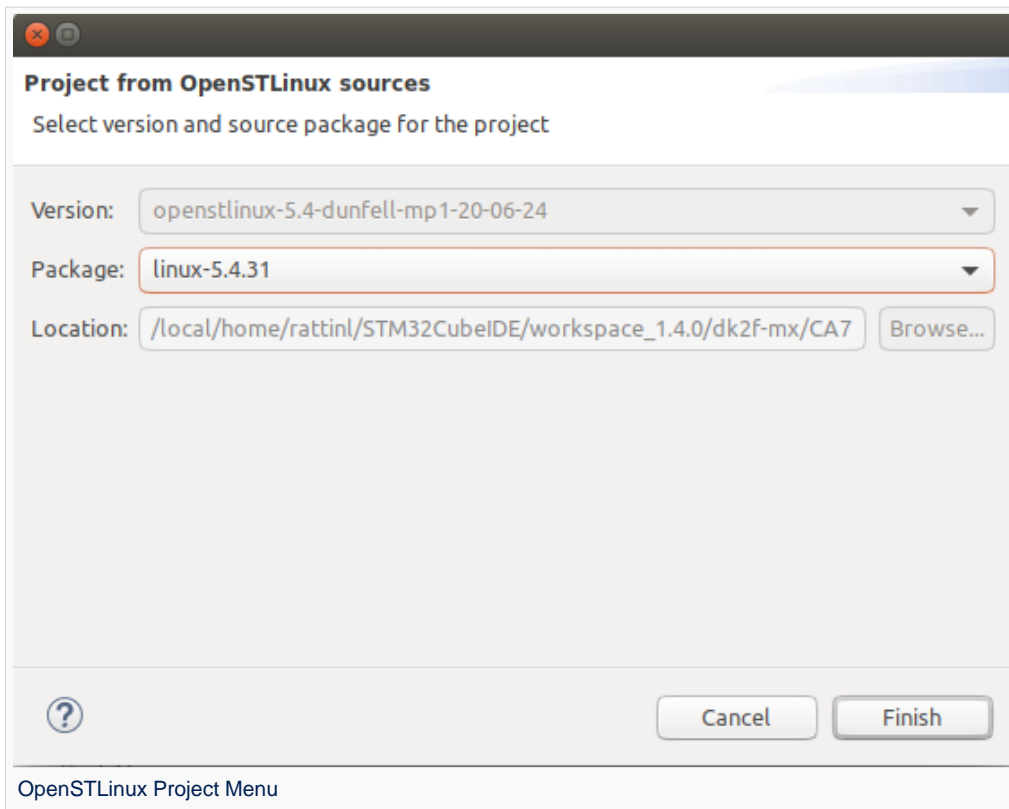 Project from OpenSTLinux sources
Select version and source package for the project
Version: openstlinux-5.4-dunfell-mp1-20-06-24
Package: linux-5.4.31
Location: /local/home/rattinl/STM32CubeIDE/workspace_1.4.0/dk2f-mx/CA7 Browse...
? Cancel Finish
OpenSTLinux Project Menu